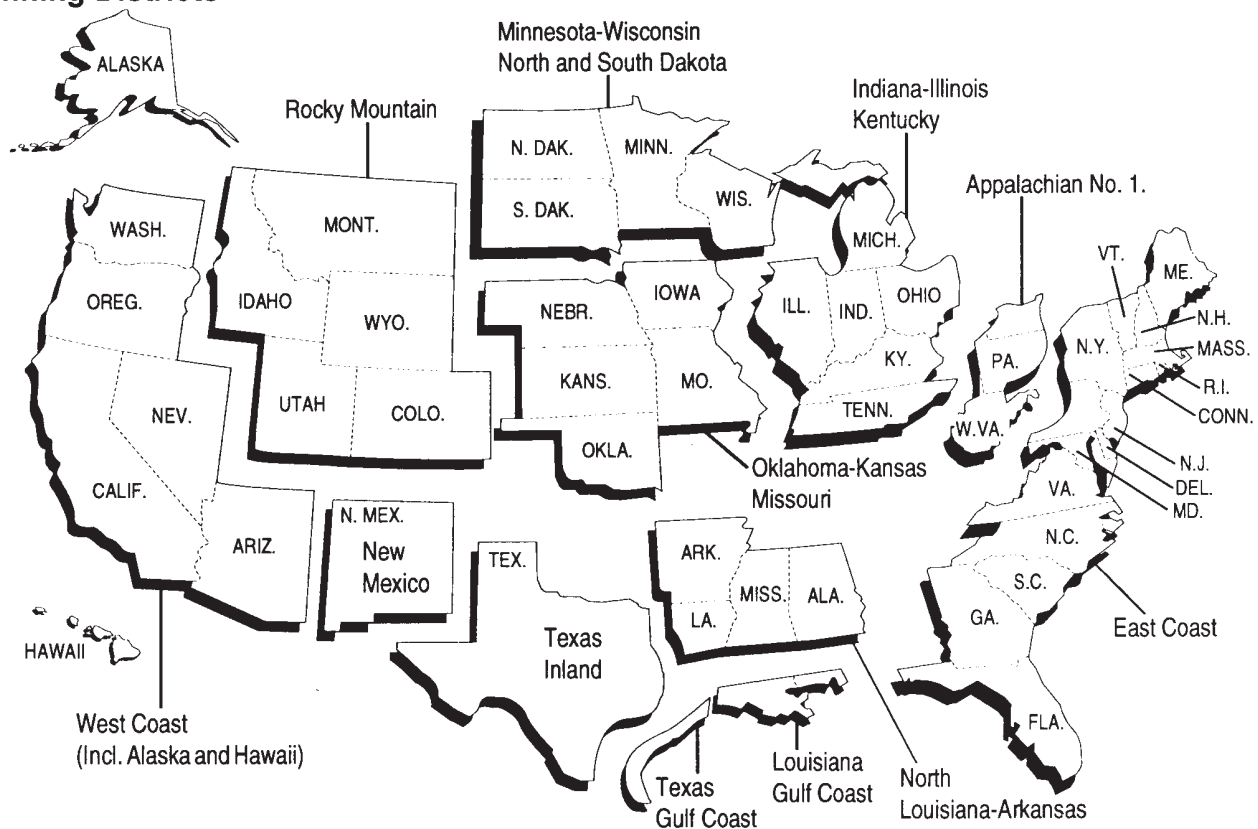 Districts
ALASKA
Minnesota-Wisconsin
North and South Dakota
Indiana-Illinois
Kentucky
Rocky Mountain
Appalachian No. 1.
N. DAK.
MINN.
S. DAK.
WIS.
WASH.
MONT.
MICH.
VT.
ME.
OREG.
IDAHO
WYO.
NEBR.
IOWA
ILL.
IND.
OHIO
N.Y.
N.H.
MASS.
R.I.
CONN.
PA.
KY.
KANS.
MO.
NEV.
UTAH
COLO.
TENN.
W.VA.
OKLA.
Oklahoma-Kansas
Missouri
N.J.
DEL.
MD.
VA.
CALIF.
ARIZ.
N. MEX.
New
Mexico
TEX.
Texas
Inland
ARK.
LA.
MISS.
ALA.
N.C.
S.C.
GA.
East Coast
HAWAII
West Coast
(Incl. Alaska and Hawaii)
FLA.
Texas
Gulf Coast
Louisiana
Gulf Coast
North
Louisiana-Arkansas